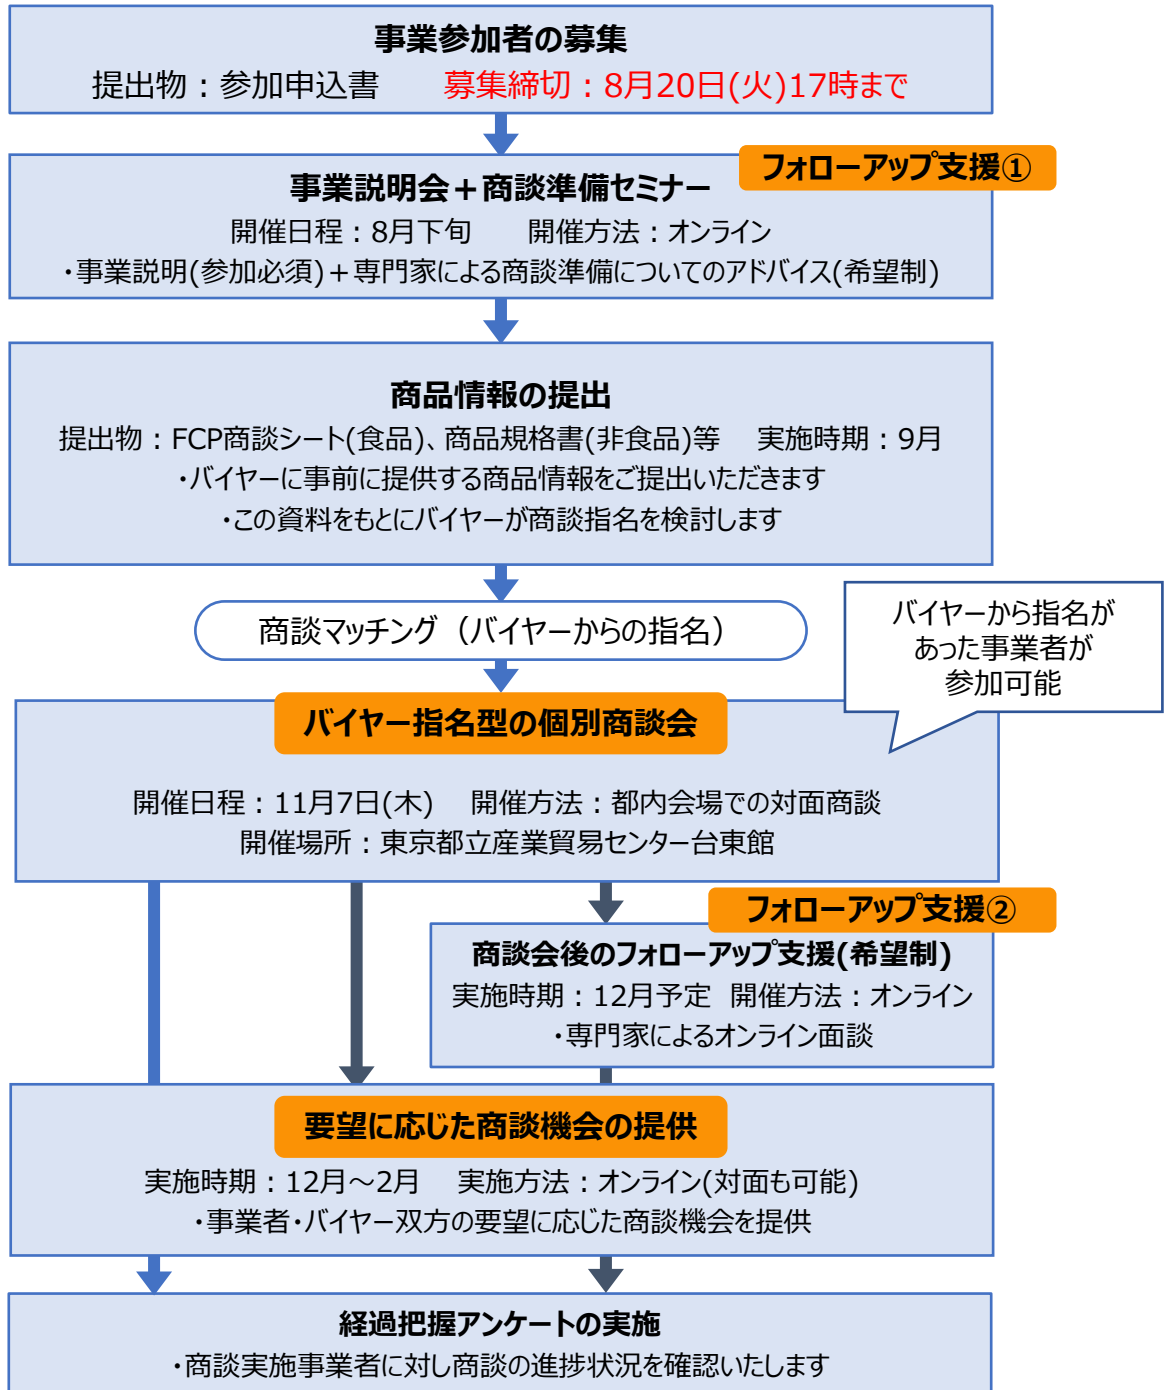 事業参加者の募集
提出物：参加申込書　　募集締切：8月20日(火)17時まで
フォローアップ支援①
事業説明会＋商談準備セミナー
開催日程：8月下旬　　開催方法：オンライン
・事業説明(参加必須)＋専門家による商談準備についてのアドバイス(希望制)
商品情報の提出
提出物：FCP商談シート(食品)、商品規格書(非食品)等　実施時期：9月
・バイヤーに事前に提供する商品情報をご提出いただきます
・この資料をもとにバイヤーが商談指名を検討します
商談マッチング（バイヤーからの指名）
バイヤーから指名が
あった事業者が
参加可能
バイヤー指名型の個別商談会
開催日程：11月7日(木)　開催方法：都内会場での対面商談
開催場所：東京都立産業貿易センター台東館
フォローアップ支援②
商談会後のフォローアップ支援(希望制)
実施時期：12月予定 開催方法：オンライン
・専門家によるオンライン面談
要望に応じた商談機会の提供
実施時期：12月～2月　実施方法：オンライン(対面も可能)
・事業者・バイヤー双方の要望に応じた商談機会を提供
経過把握アンケートの実施
・商談実施事業者に対し商談の進捗状況を確認いたします